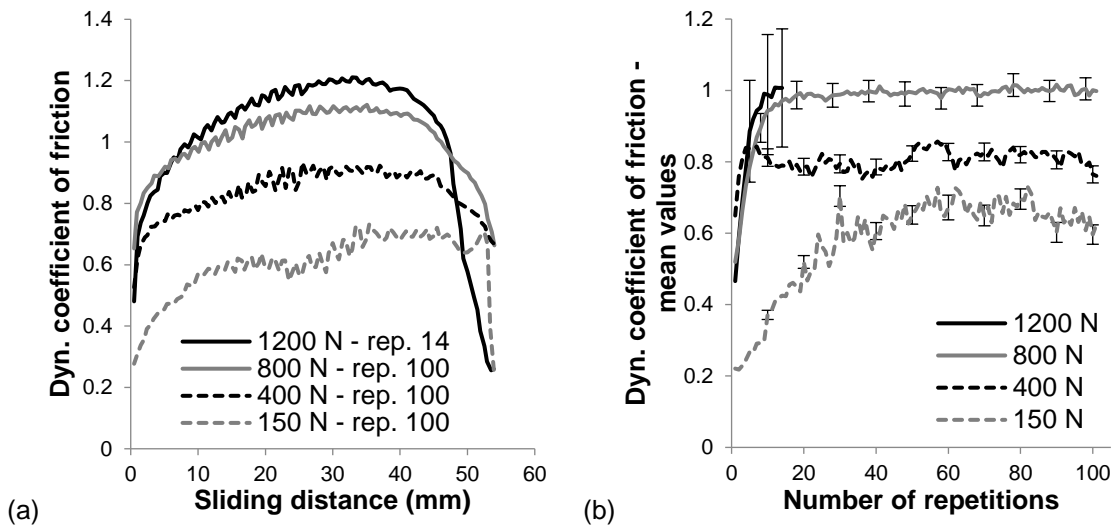 Dyn. coefficient of friction
1.4
1.2
1
0.8
0.6
0.4
0.2
0
0
10
20
30
40
50
60
Sliding distance (mm)
1200 N - rep. 14
800 N - rep. 100
400 N - rep. 100
150 N - rep. 100
(a)
Dyn. coefficient of friction -
mean values
1.2
1
0.8
0.6
0.4
0.2
0
0
20
40
60
80
100
Number of repetitions
1200 N
800 N
400 N
150 N
(b)